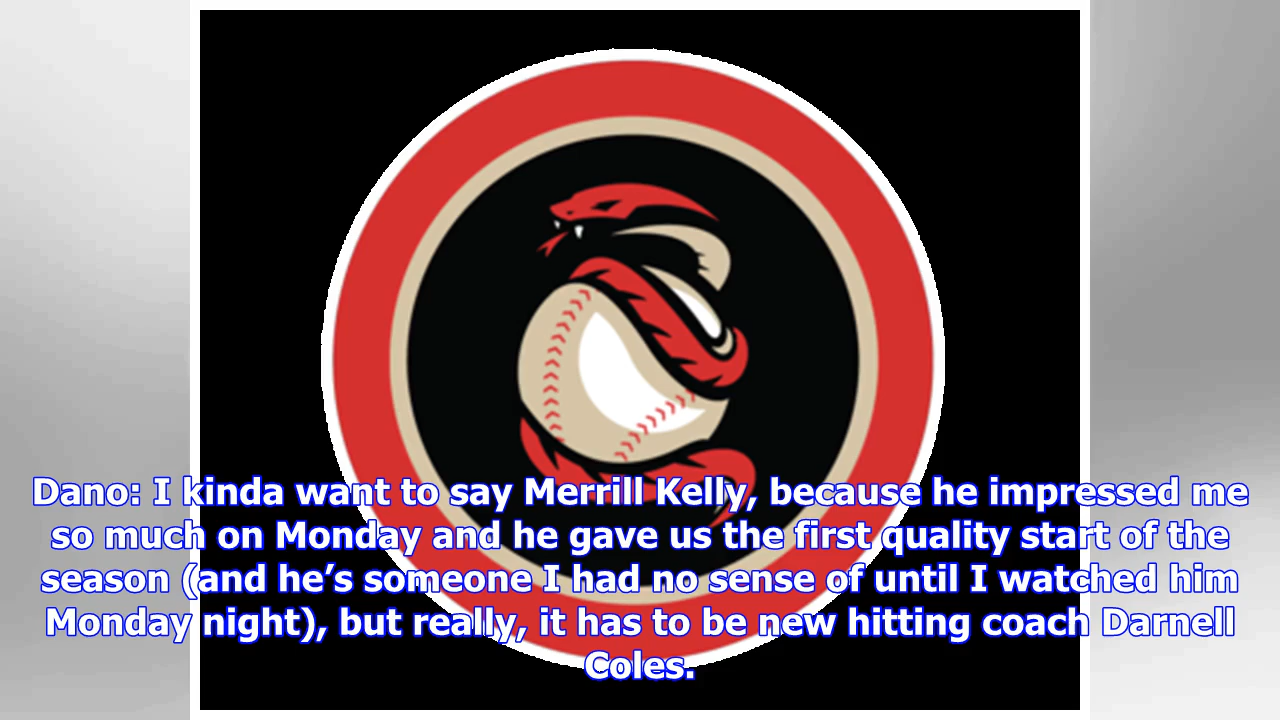 Dano: I kinda want to say Merrill Kelly, because he impressed me
so much on Monday and he gave us the first quality start of the
season (and he’s someone I had no sense of until I watched him
Monday night), but really, it has to be new hitting coach Darnell
Coles.